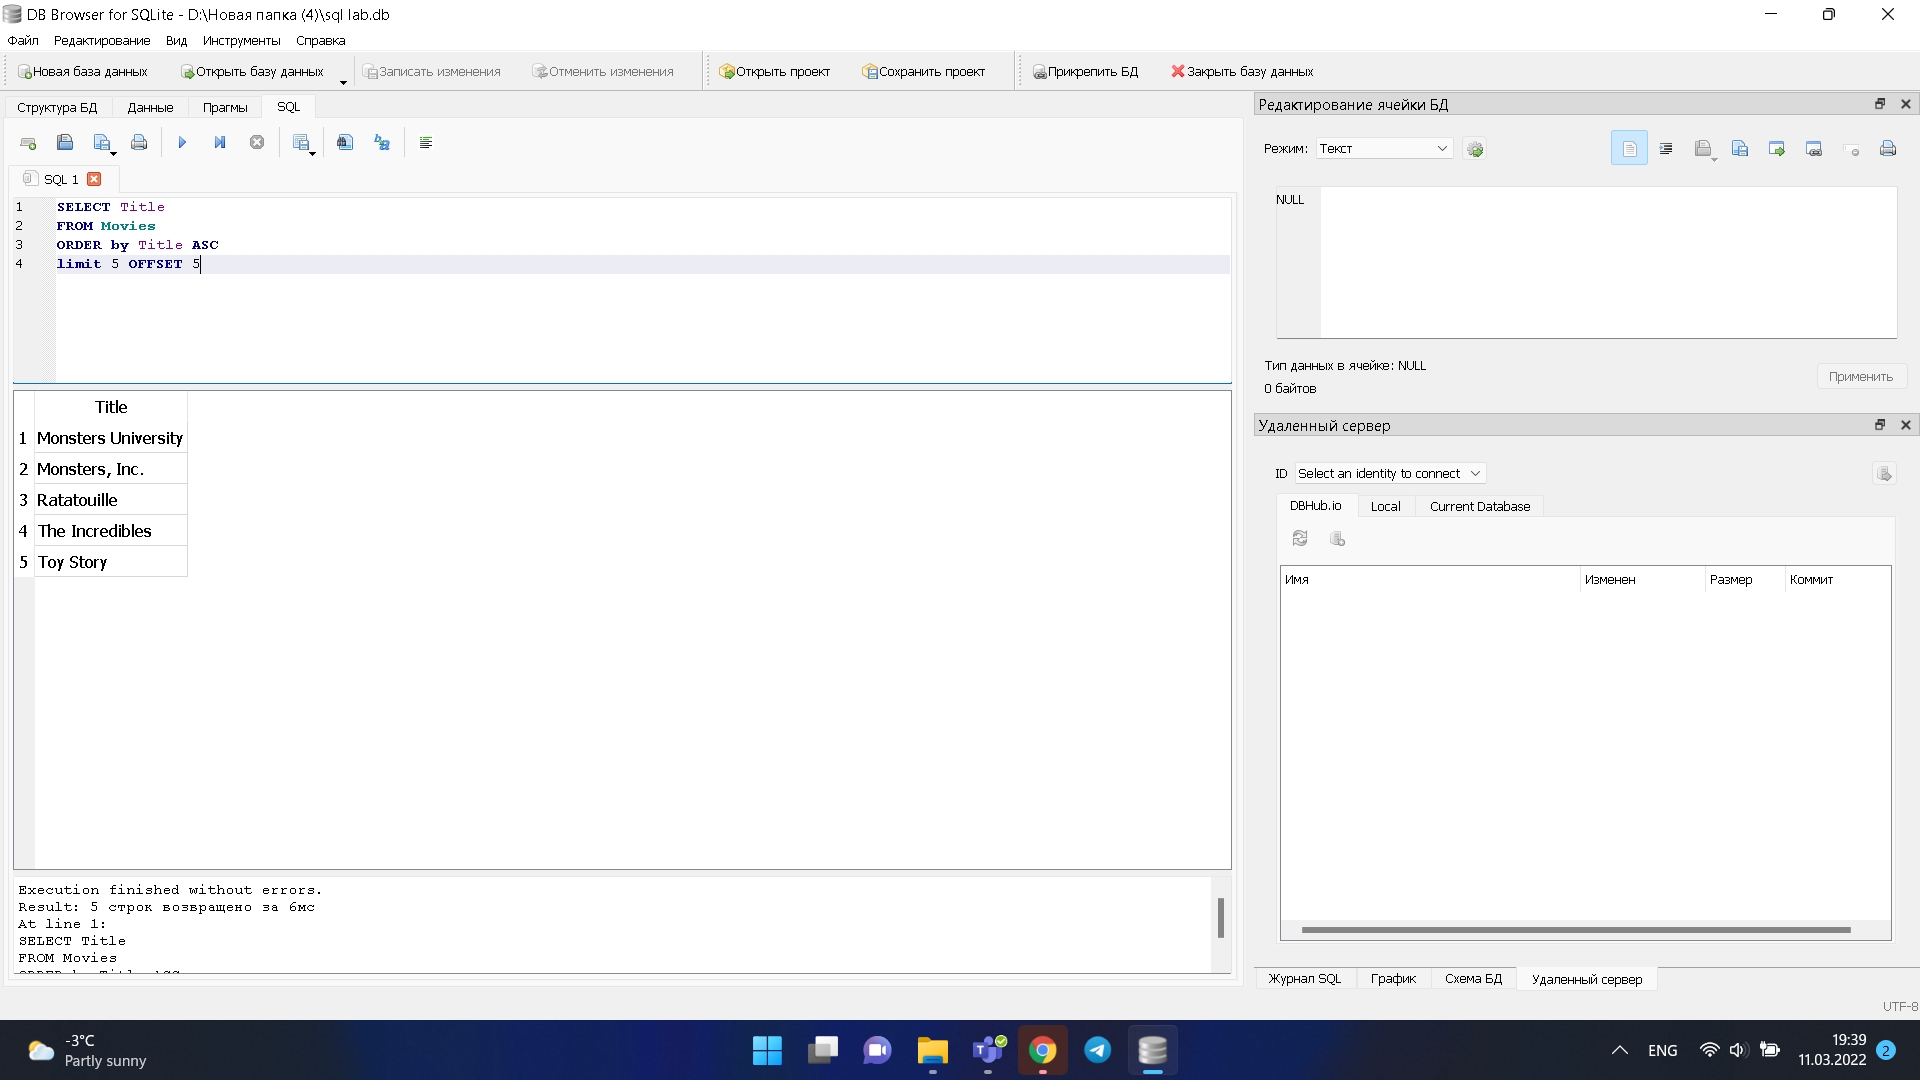 DB Browser for SQLite - D:\Новая папка (4)\sql lab.db
Файл Редактирование Вид Инструменты Справка
Новая база данных Открыть базу данных Записать изменения Отменить изменения Открыть проект Сохранить проект Прикрепить БД Закрыть базу данных
Структура БД Данные Прагмы SQL
SQL 1
1 SELECT Title
2 FROM Movies
3 ORDER by Title ASC
4 limit 5 OFFSET 5
Title
1 Monsters University
2 Monsters, Inc.
3 Ratatouille
4 The Incredibles
5 Toy Story
Execution finished without errors.
Result: 5 строк возвращено за 6мс
At line 1:
SELECT Title
FROM Movies
ORDER by Title ASC
Редактирование ячейки БД
Режим: Текст
NULL
Тип данных в ячейке: NULL
0 байтов
Применить
Удаленный сервер
ID Select an identity to connect
DBHub.io Local Current Database
Имя Изменен Размер Коммит
Журнал SQL График Схема БД Удаленный сервер
UTF-8
-3°C
Partly sunny
ENG
19:39
11.03.2022
2